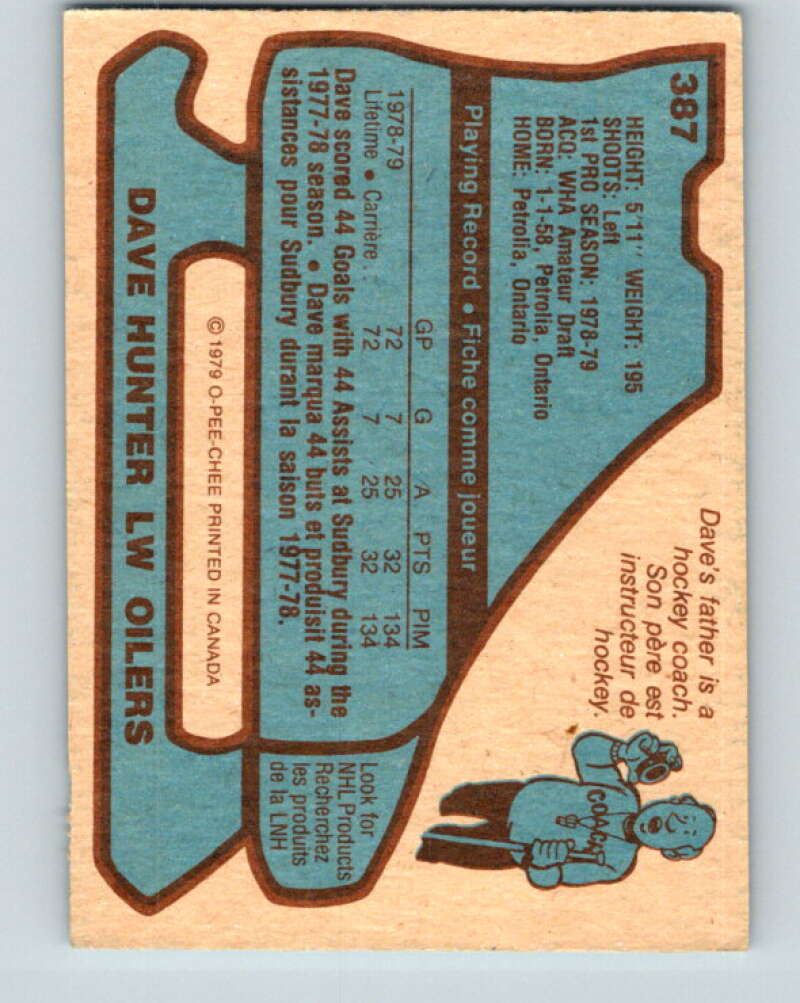 387
HEIGHT: 5'11" WEIGHT: 195
SHOOTS: Left
1st PRO SEASON: 1978-79
ACQ: WHA Amateur Draft
BORN: 1-1-58, Petrolia, Ontario
HOME: Petrolia, Ontario
Dave's father is a
hockey coach.
Son père est
instructeur de
hockey.
COACH
Playing Record • Fiche comme joueur
GP G A PTS PIM
1978-79 72 7 25 32 134
Lifetime • Carrière . 72 7 25 32 134
Dave scored 44 Goals with 44 Assists at Sudbury during the
1977-78 season. • Dave marqua 44 buts et produisit 44 as-
sistances pour Sudbury durant la saison 1977-78.
Look for
NHL Products
Recherchez
les produits
de la LNH
© 1979 O-PEE-CHEE PRINTED IN CANADA
DAVE HUNTER LW OILERS